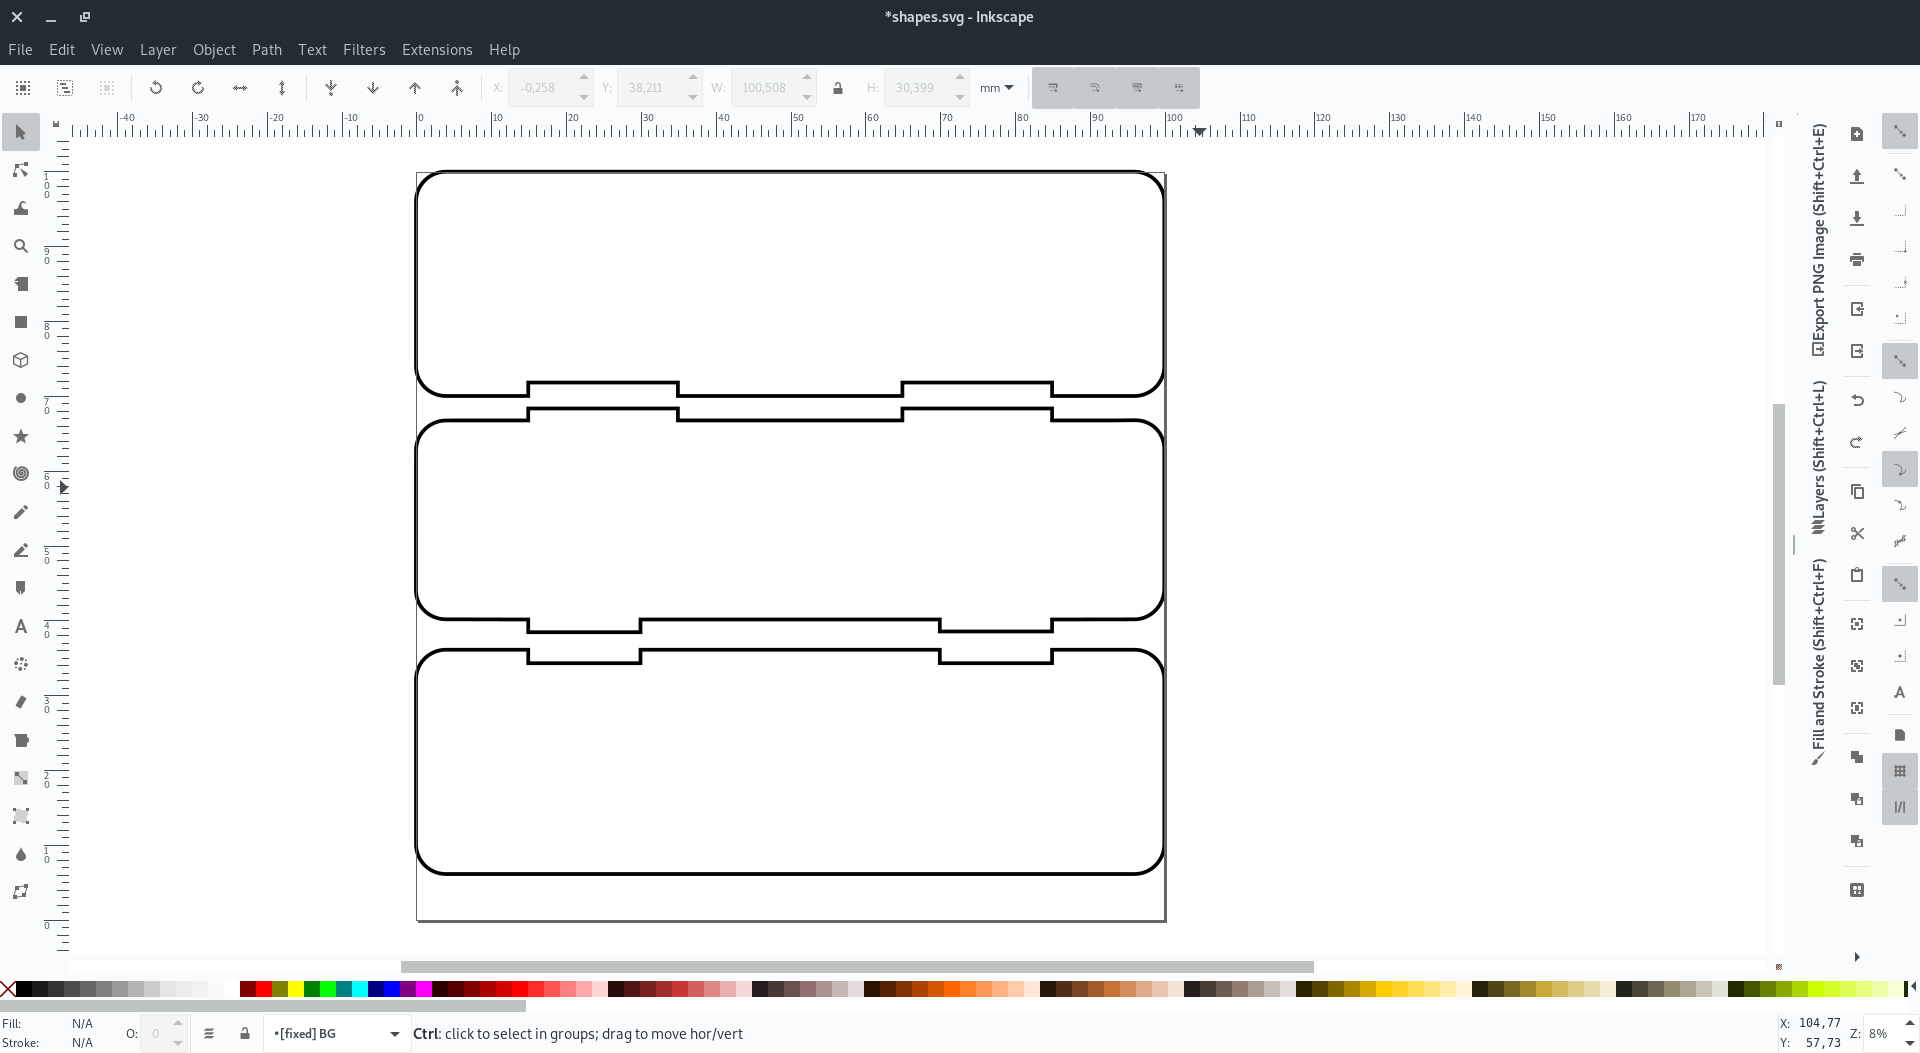 *shapes.svg - Inkscape
File Edit View Layer Object Path Text Filters Extensions Help
X: -0,258 Y: 38,211 W: 100,508 H: 30,399 mm
-40 -30 -20 -10 0 10 20 30 40 50 60 70 80 90 100 110 120 130 140 150 160 170
100
90
80
70
60
50
40
30
20
10
0
Export PNG Image (Shift+Ctrl+E)
Layers (Shift+Ctrl+L)
Fill and Stroke (Shift+Ctrl+F)
Fill: N/A
Stroke: N/A
O: 0
•[fixed] BG
Ctrl: click to select in groups; drag to move hor/vert
X: 104,77
Y: 57,73
Z: 8%